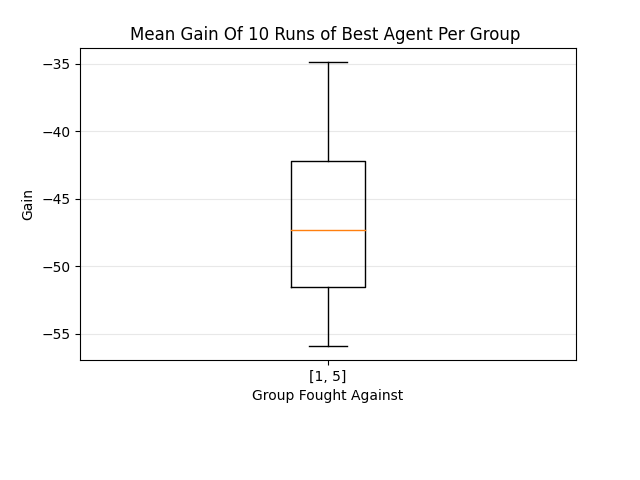 Mean Gain Of 10 Runs of Best Agent Per Group
−35
−40
−45
−50
−55
Gain
[1, 5]
Group Fought Against